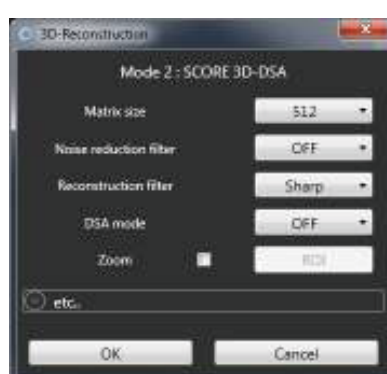 3D-Reconstruction
Mode 2 : SCORE 3D-DSA
Matrix size 512
Noise reduction filter OFF
Reconstruction filter Sharp
DSA mode OFF
Zoom ROI
etc..
OK Cancel